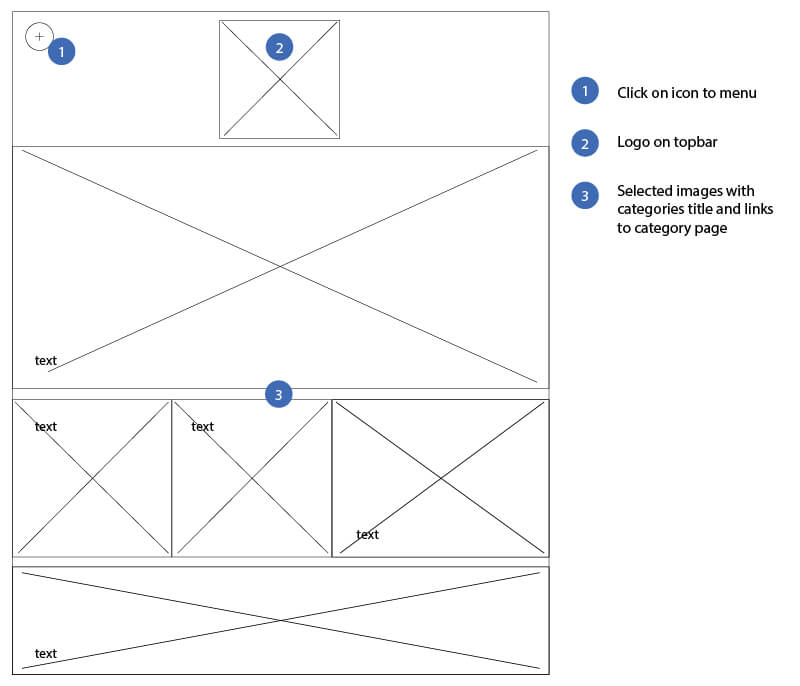 1
2
text
3
text
text
text
text
1 Click on icon to menu
2 Logo on topbar
3 Selected images with
categories title and links
to category page